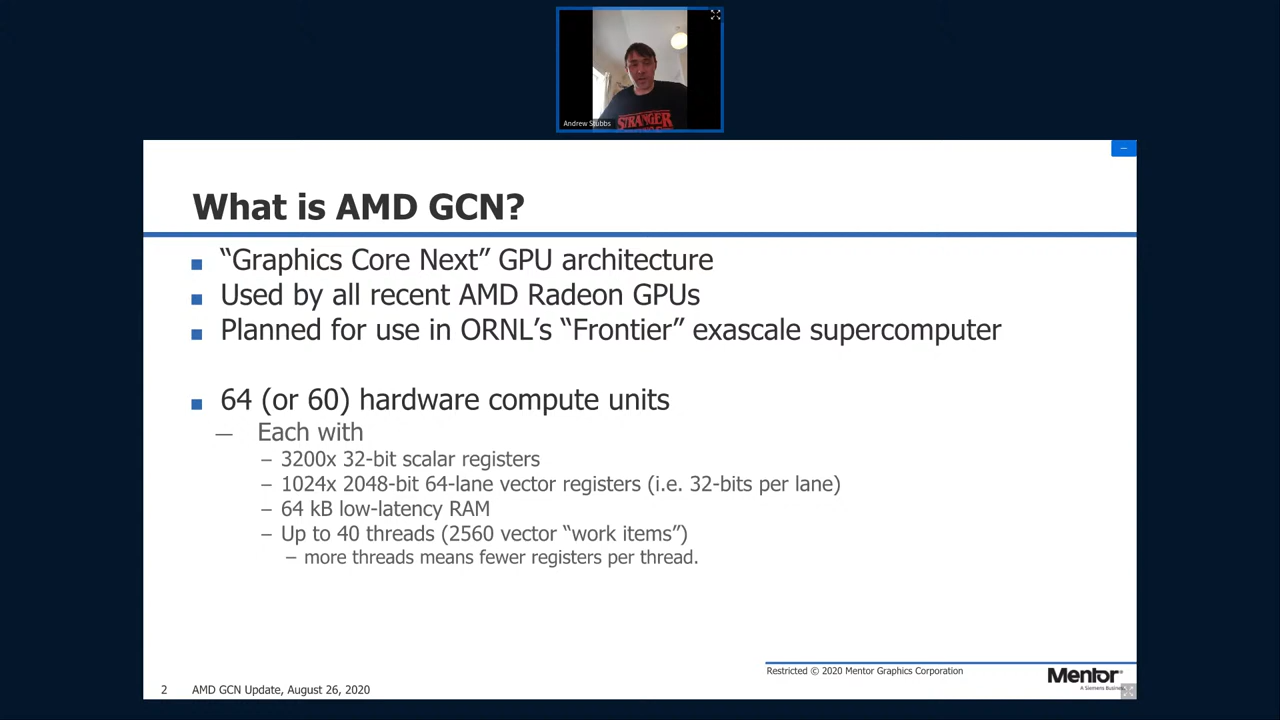 Andrew Stubbs
STRANGER
What is AMD GCN?
“Graphics Core Next” GPU architecture
Used by all recent AMD Radeon GPUs
Planned for use in ORNL’s “Frontier” exascale supercomputer
64 (or 60) hardware compute units
— Each with
– 3200x 32-bit scalar registers
– 1024x 2048-bit 64-lane vector registers (i.e. 32-bits per lane)
– 64 kB low-latency RAM
– Up to 40 threads (2560 vector “work items”)
– more threads means fewer registers per thread.
Restricted © 2020 Mentor Graphics Corporation
Mentor®
A Siemens
2 AMD GCN Update, August 26, 2020